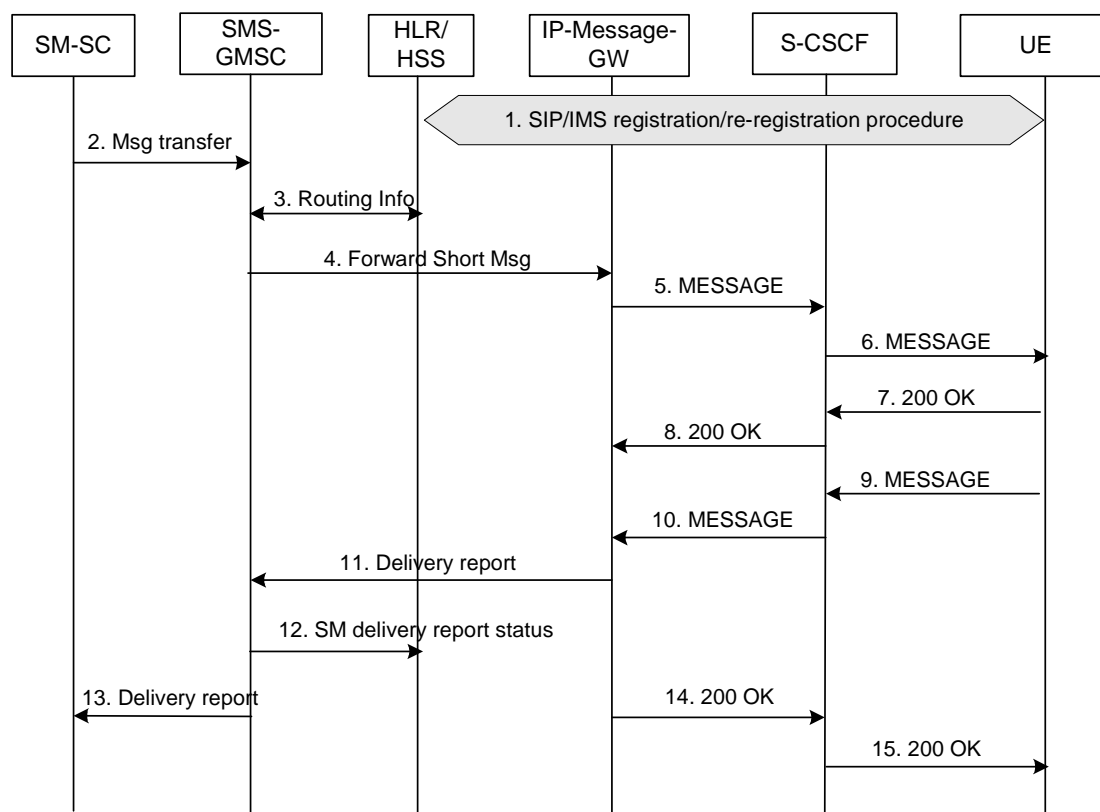 SM-SC
SMS-
GMSC
HLR/
HSS
IP-Message-
GW
S-CSCF
UE
1. SIP/IMS registration/re-registration procedure
2. Msg transfer
3. Routing Info
4. Forward Short Msg
5. MESSAGE
6. MESSAGE
7. 200 OK
8. 200 OK
9. MESSAGE
10. MESSAGE
11. Delivery report
12. SM delivery report status
13. Delivery report
14. 200 OK
15. 200 OK